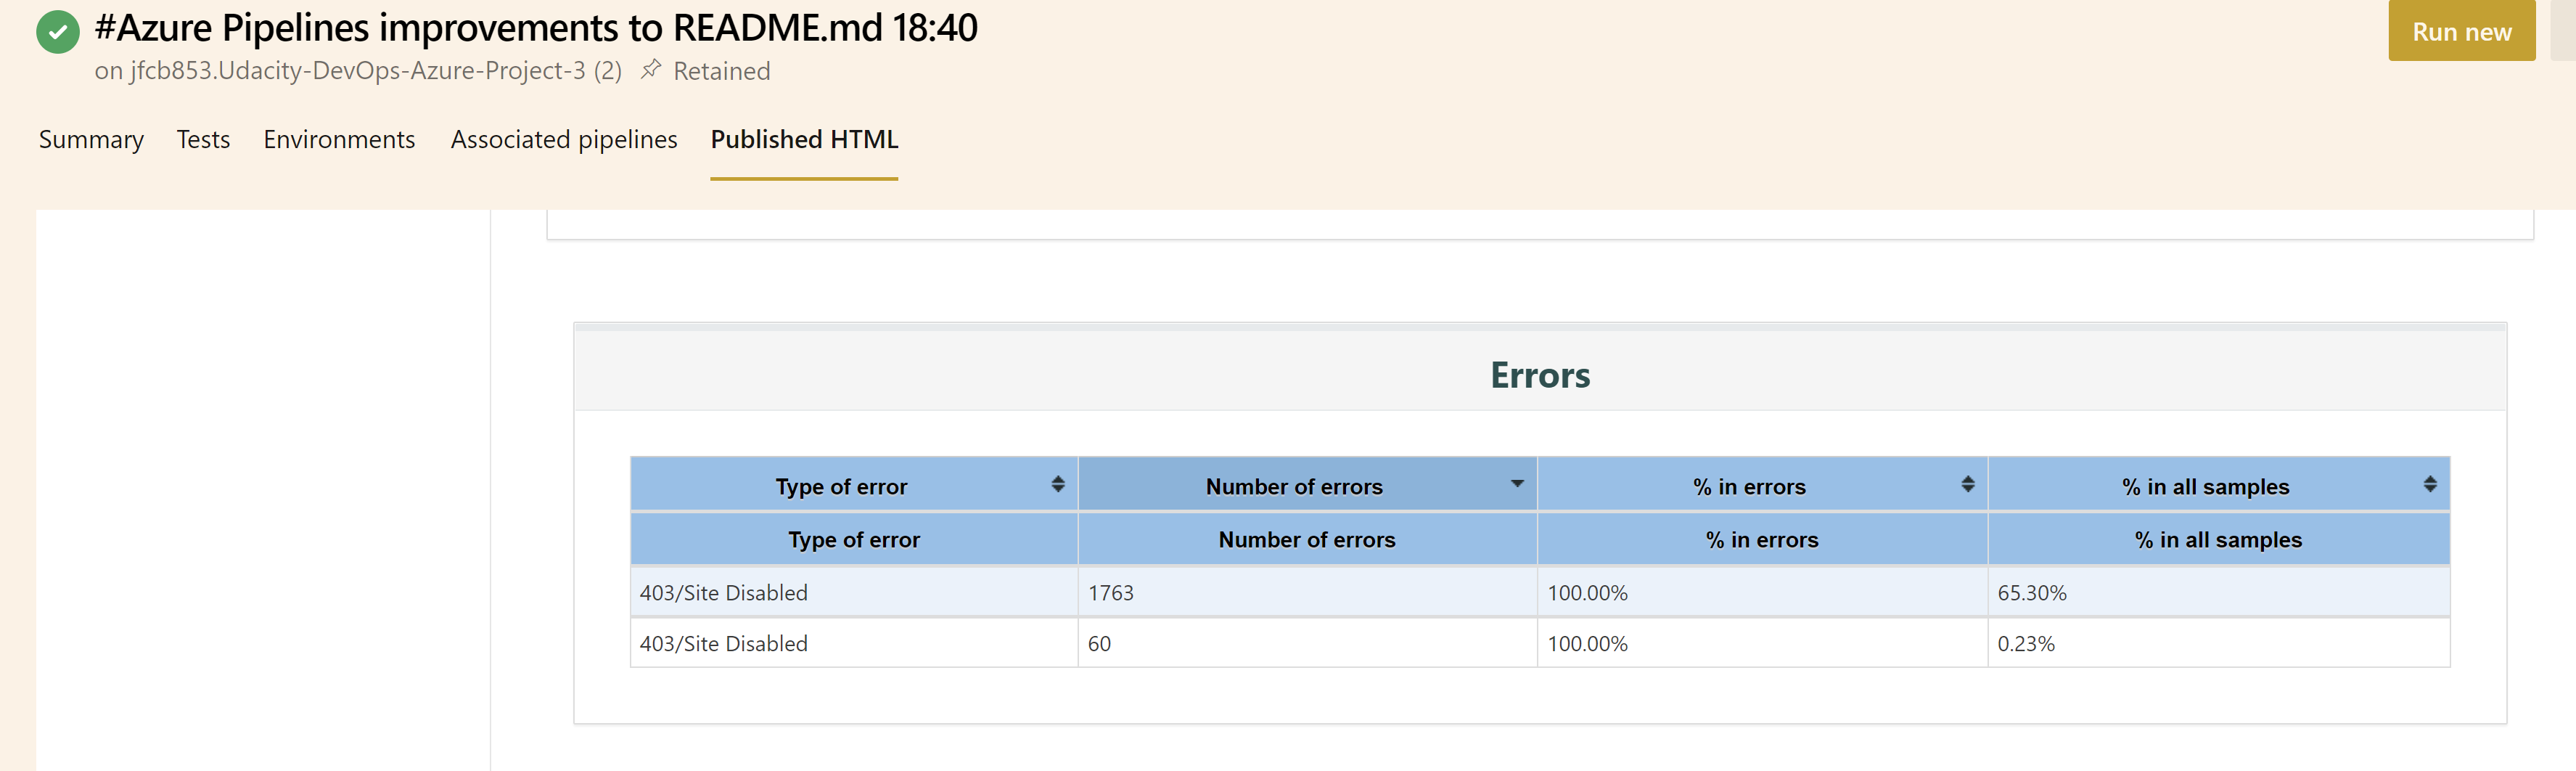 #Azure Pipelines improvements to README.md 18:40
Run new
on jfcb853.Udacity-DevOps-Azure-Project-3 (2) Retained
Summary Tests Environments Associated pipelines Published HTML
Errors
Type of error Number of errors % in errors % in all samples
Type of error Number of errors % in errors % in all samples
403/Site Disabled 1763 100.00% 65.30%
403/Site Disabled 60 100.00% 0.23%